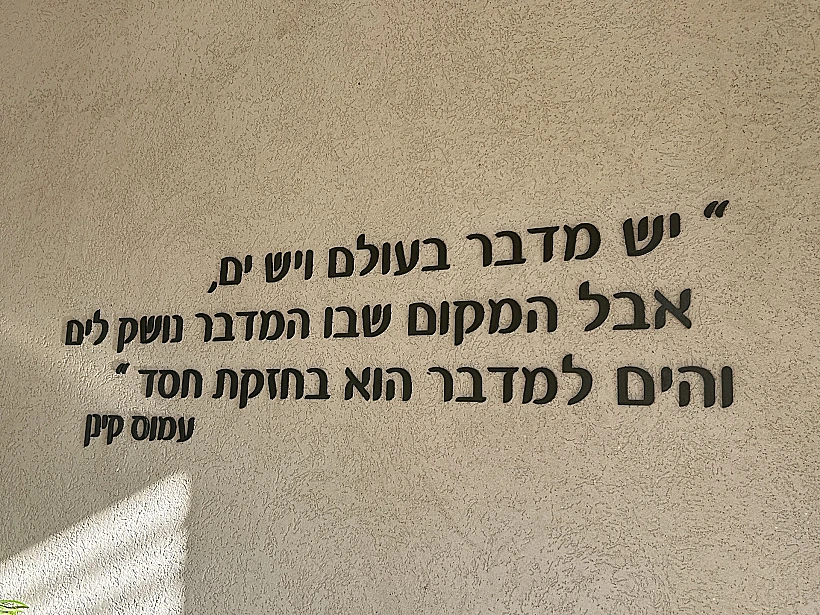 “ יש מדבר בעולם ויש ים,
אבל המקום שבו המדבר נושק לים
והים למדבר הוא בחזקת חסד “
עמוס קינן